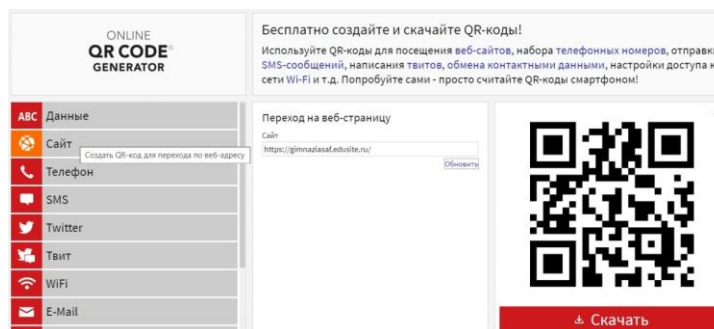 ONLINE
QR CODE®
GENERATOR
Бесплатно создайте и скачайте QR-коды!
Используйте QR-коды для посещения веб-сайтов, набора телефонных номеров, отправки
SMS-сообщений, написания твитов, обмена контактными данными, настройки доступа к
сети Wi-Fi и т.д. Попробуйте сами - просто считайте QR-коды смартфоном!
ABC Данные
Сайт
Создать QR-код для перехода по веб-адресу
Телефон
SMS
Twitter
Твит
WiFi
E-Mail
Переход на веб-страницу
Сайт
https://gimnaziasaf.edusite.ru/
Обновить
Скачать